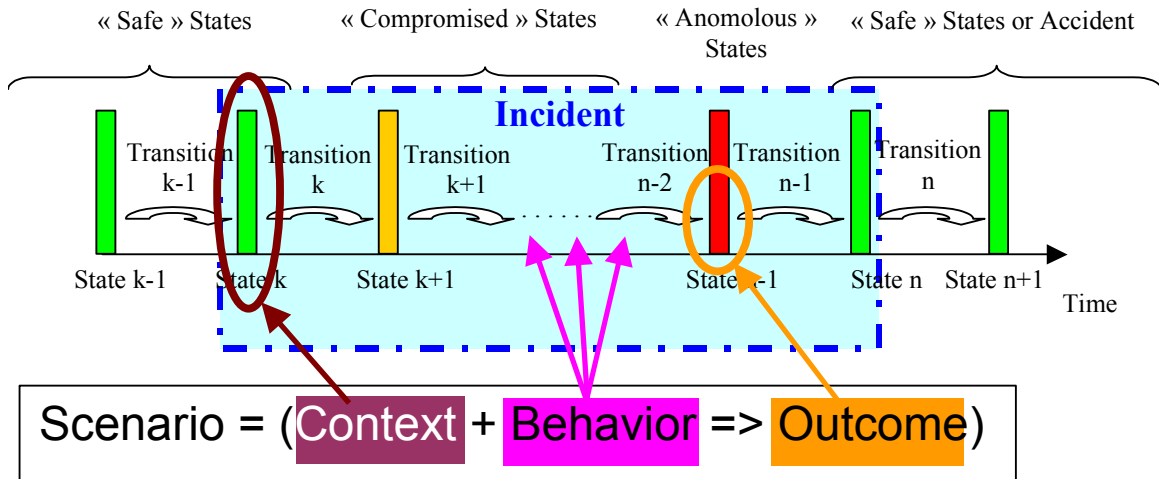 « Safe » States
« Compromised » States
« Anomolous »
States
« Safe » States or Accident
Incident
Transition
k-1
Transition
k
Transition
k+1
Transition
n-2
Transition
n-1
Transition
n
. . . . . .
State k-1
State k
State k+1
State n-1
State n
State n+1
Time
Scenario = (Context + Behavior => Outcome)